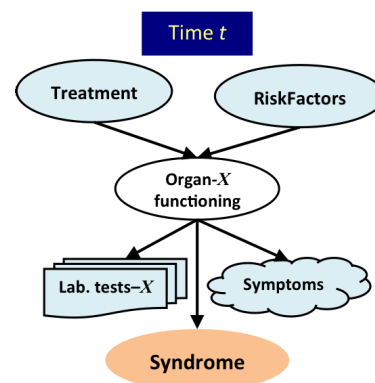 Time t
Treatment
RiskFactors
Organ-X
functioning
Lab. tests–X
Symptoms
Syndrome